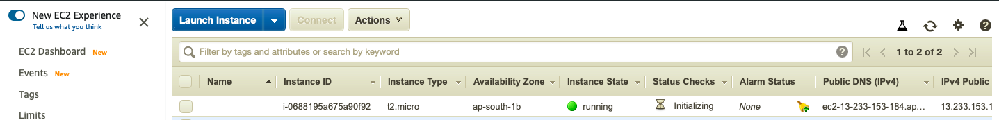 New EC2 Experience
Tell us what you think
EC2 Dashboard New
Events New
Tags
Limits
Launch Instance Connect Actions
Filter by tags and attributes or search by keyword
1 to 2 of 2
Name Instance ID Instance Type Availability Zone Instance State Status Checks Alarm Status Public DNS (IPv4) IPv4 Public
i-0688195a675a90f92 t2.micro ap-south-1b running Initializing None ec2-13-233-153-184.ap... 13.233.153.1